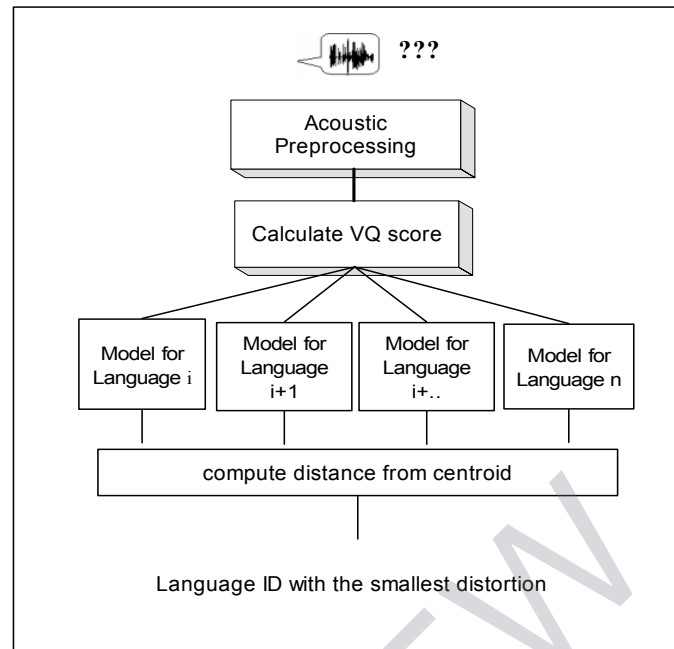 ???
Acoustic
Preprocessing
Calculate VQ score
Model for
Language i
Model for
Language
i+1
Model for
Language
i+..
Model for
Language n
compute distance from centroid
Language ID with the smallest distortion